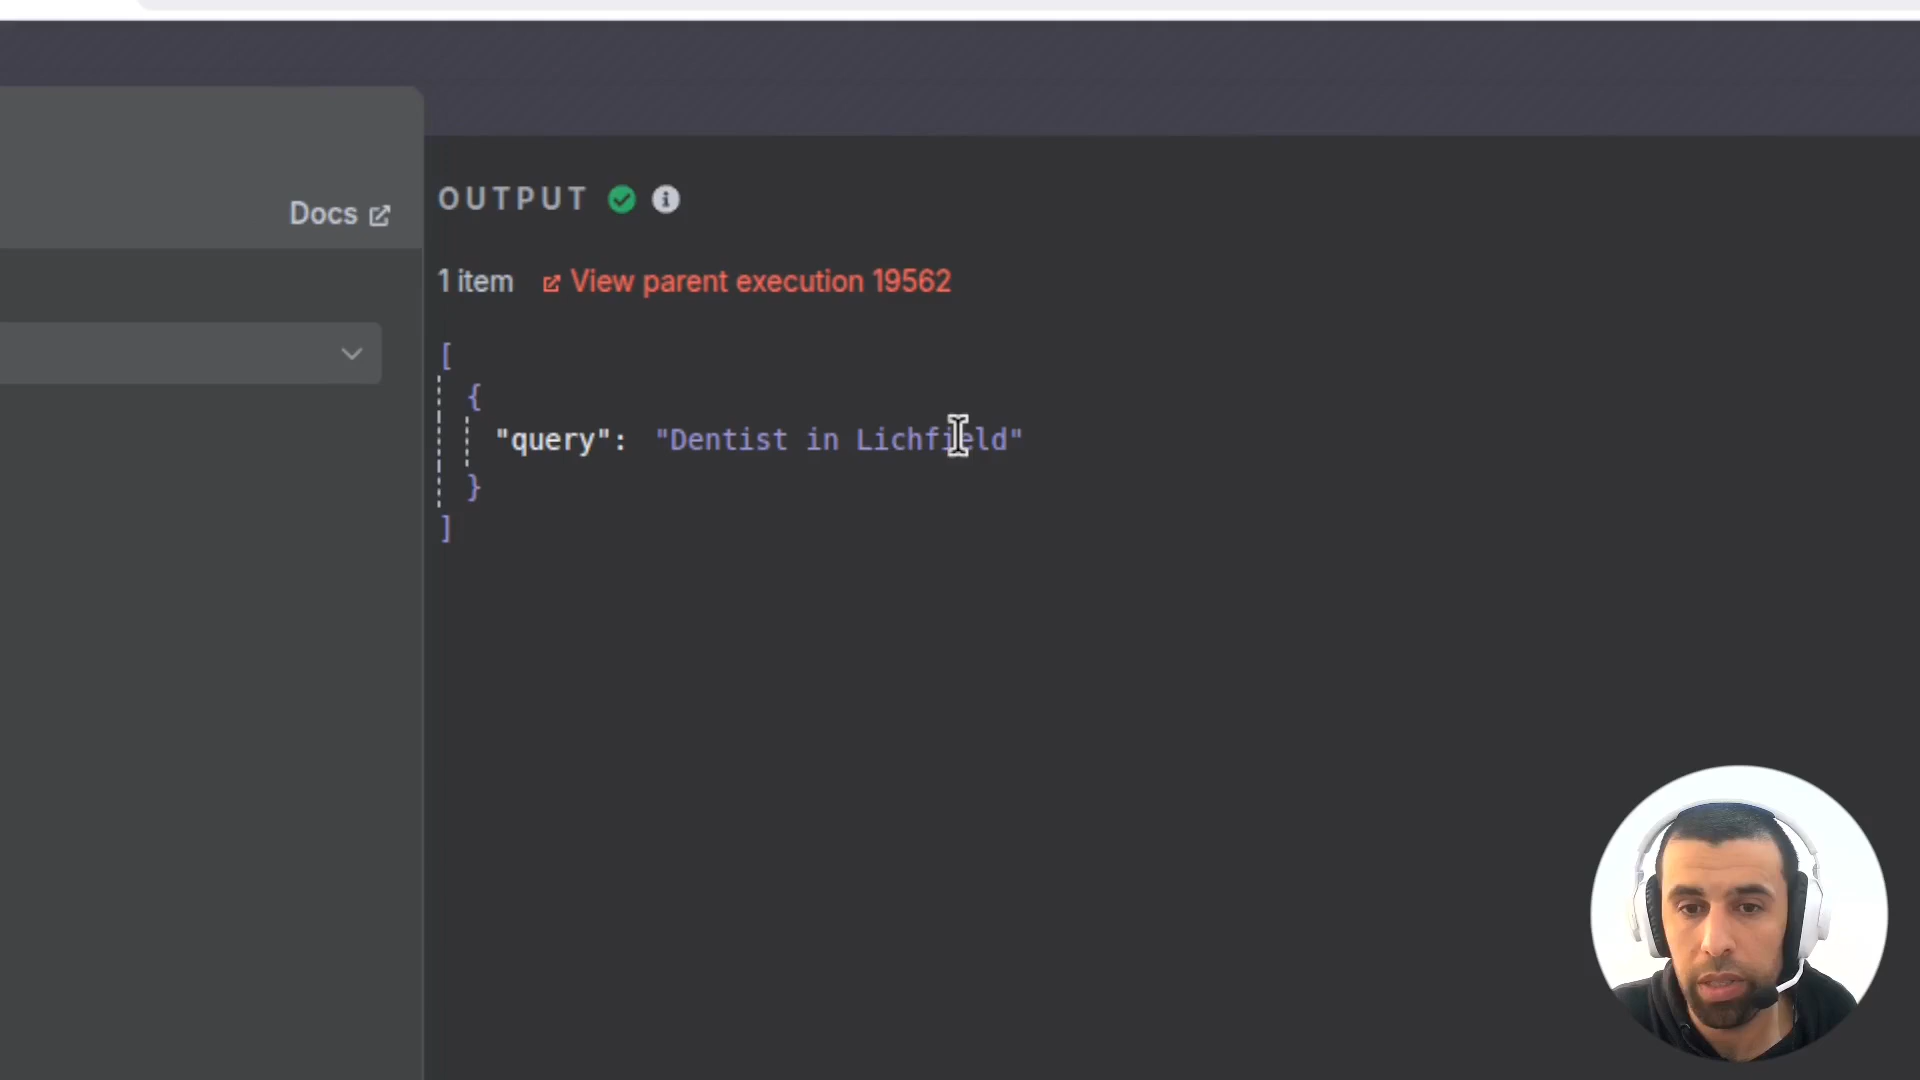 Docs
OUTPUT
1 item View parent execution 19562
[
{
"query": "Dentist in Lichfield"
}
]